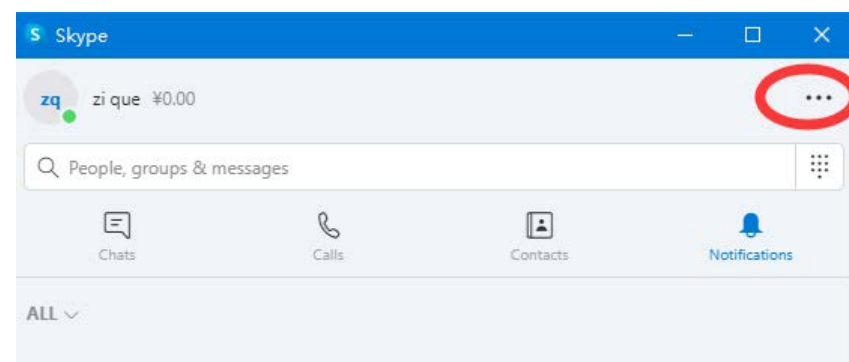 S Skype
zq zi que ¥0.00
People, groups & messages
Chats Calls Contacts Notifications
ALL